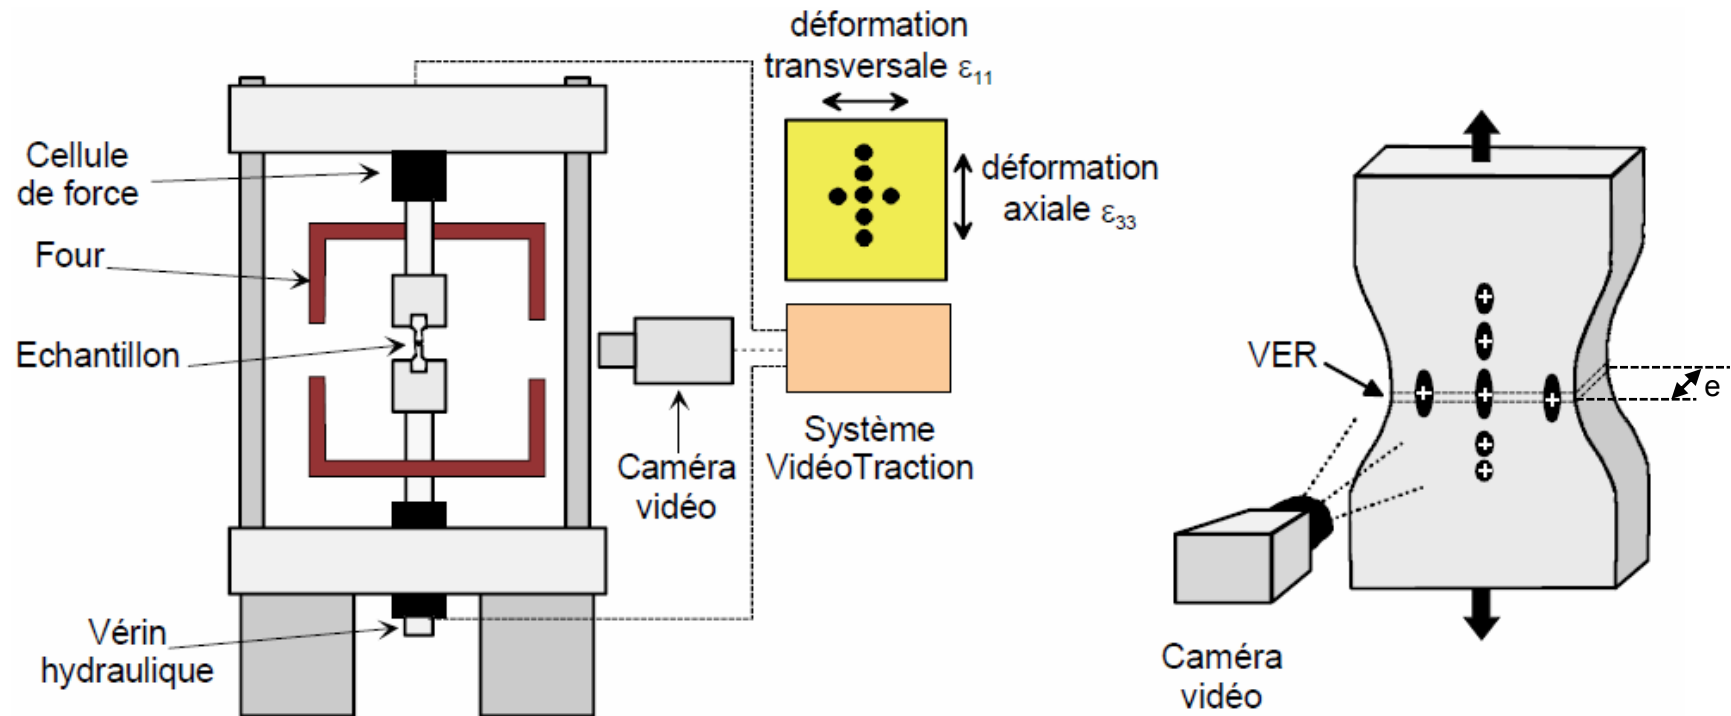 déformation
transversale ε₁₁
Cellule
de force
déformation
axiale ε₃₃
Four
Echantillon
VER
e
Système
VidéoTraction
Caméra
vidéo
Vérin
hydraulique
Caméra
vidéo